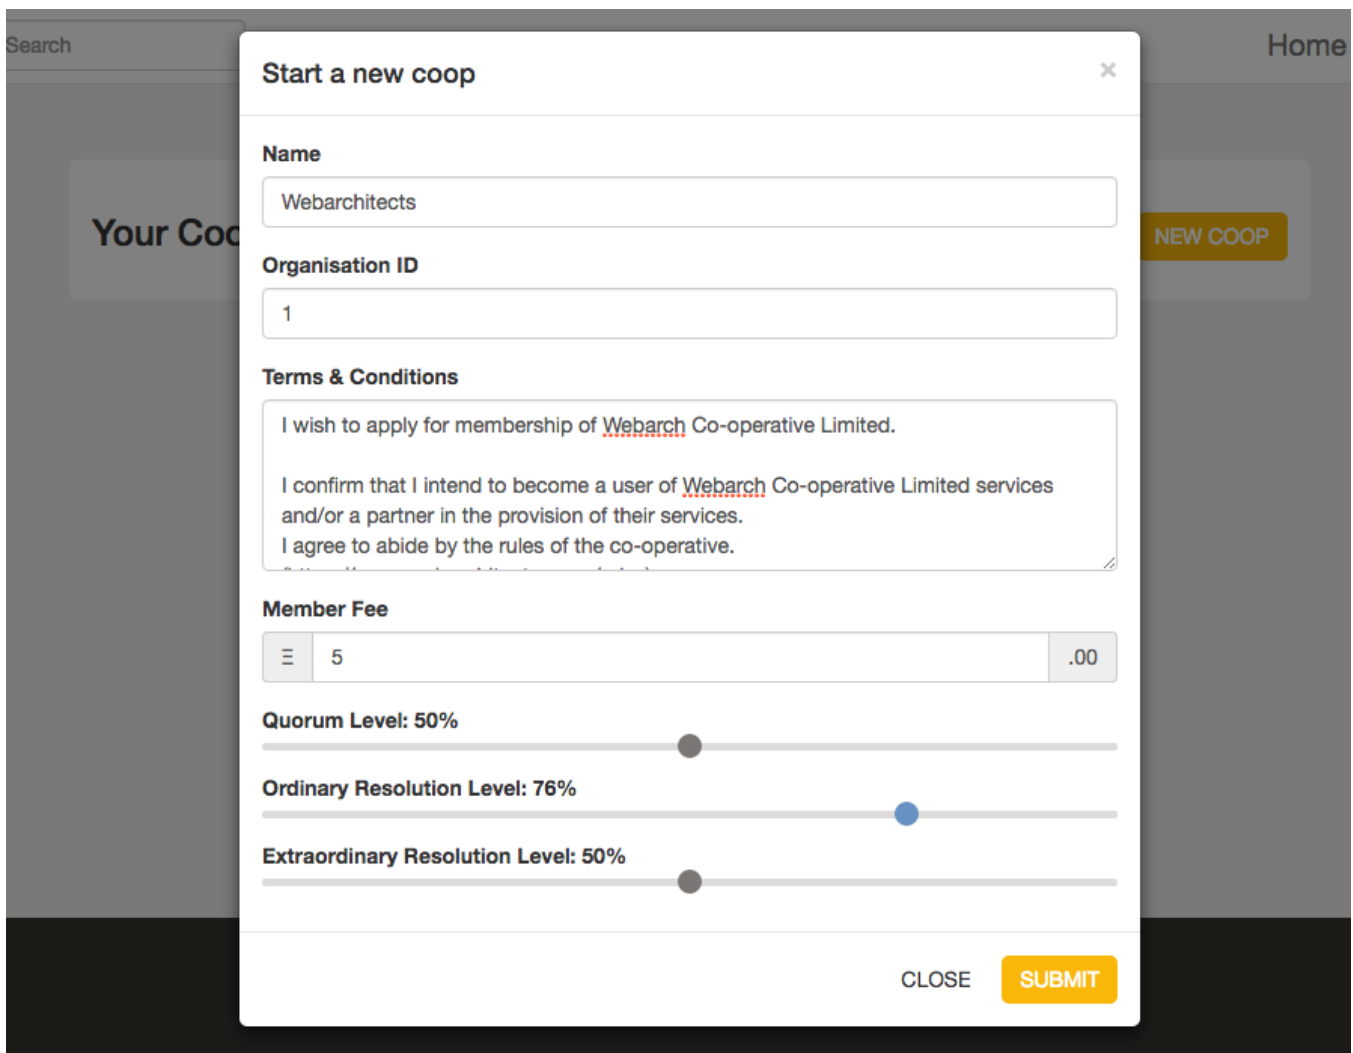 Search
Home
Start a new coop
×
Your Coo
NEW COOP
Name
Webarchitects
Organisation ID
1
Terms & Conditions
I wish to apply for membership of Webarch Co-operative Limited.
I confirm that I intend to become a user of Webarch Co-operative Limited services
and/or a partner in the provision of their services.
I agree to abide by the rules of the co-operative.
Member Fee
Ξ 5 .00
Quorum Level: 50%
Ordinary Resolution Level: 76%
Extraordinary Resolution Level: 50%
CLOSE SUBMIT